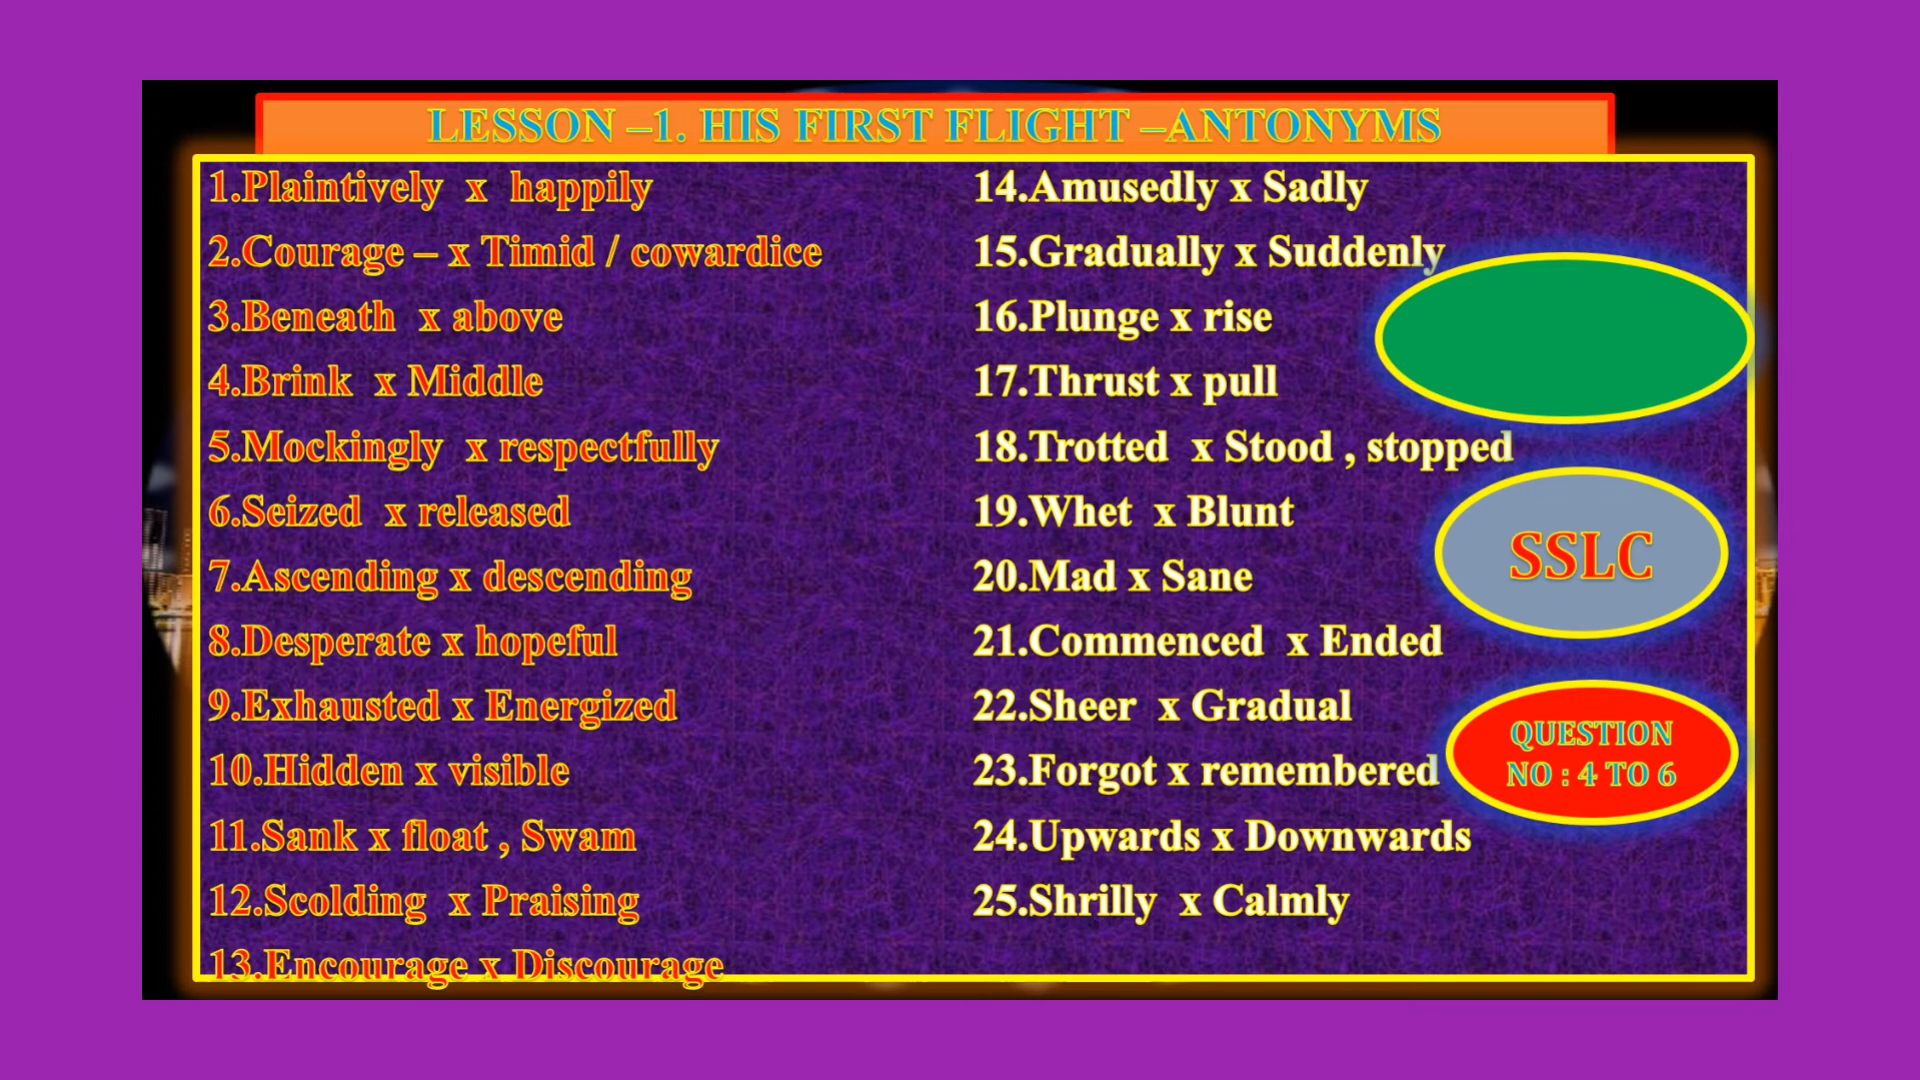 LESSON –1. HIS FIRST FLIGHT –ANTONYMS
1.Plaintively x happily
2.Courage – x Timid / cowardice
3.Beneath x above
4.Brink x Middle
5.Mockingly x respectfully
6.Seized x released
7.Ascending x descending
8.Desperate x hopeful
9.Exhausted x Energized
10.Hidden x visible
11.Sank x float , Swam
12.Scolding x Praising
13.Encourage x Discourage
14.Amusedly x Sadly
15.Gradually x Suddenly
16.Plunge x rise
17.Thrust x pull
18.Trotted x Stood , stopped
19.Whet x Blunt
20.Mad x Sane
21.Commenced x Ended
22.Sheer x Gradual
23.Forgot x remembered
24.Upwards x Downwards
25.Shrilly x Calmly
SSLC
QUESTION
NO : 4 TO 6